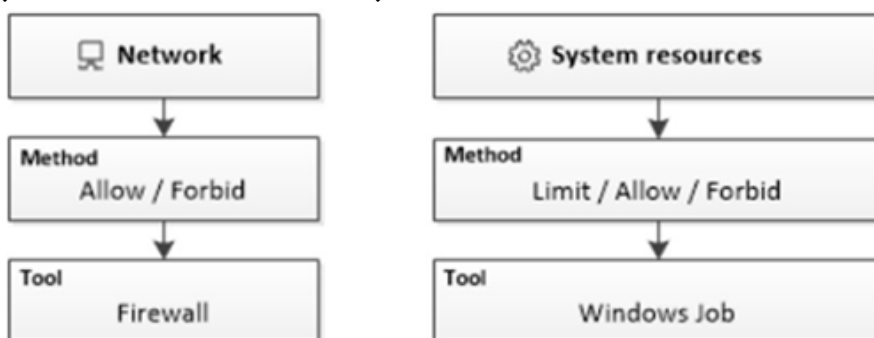 Network
Method
Allow / Forbid
Tool
Firewall
System resources
Method
Limit / Allow / Forbid
Tool
Windows Job